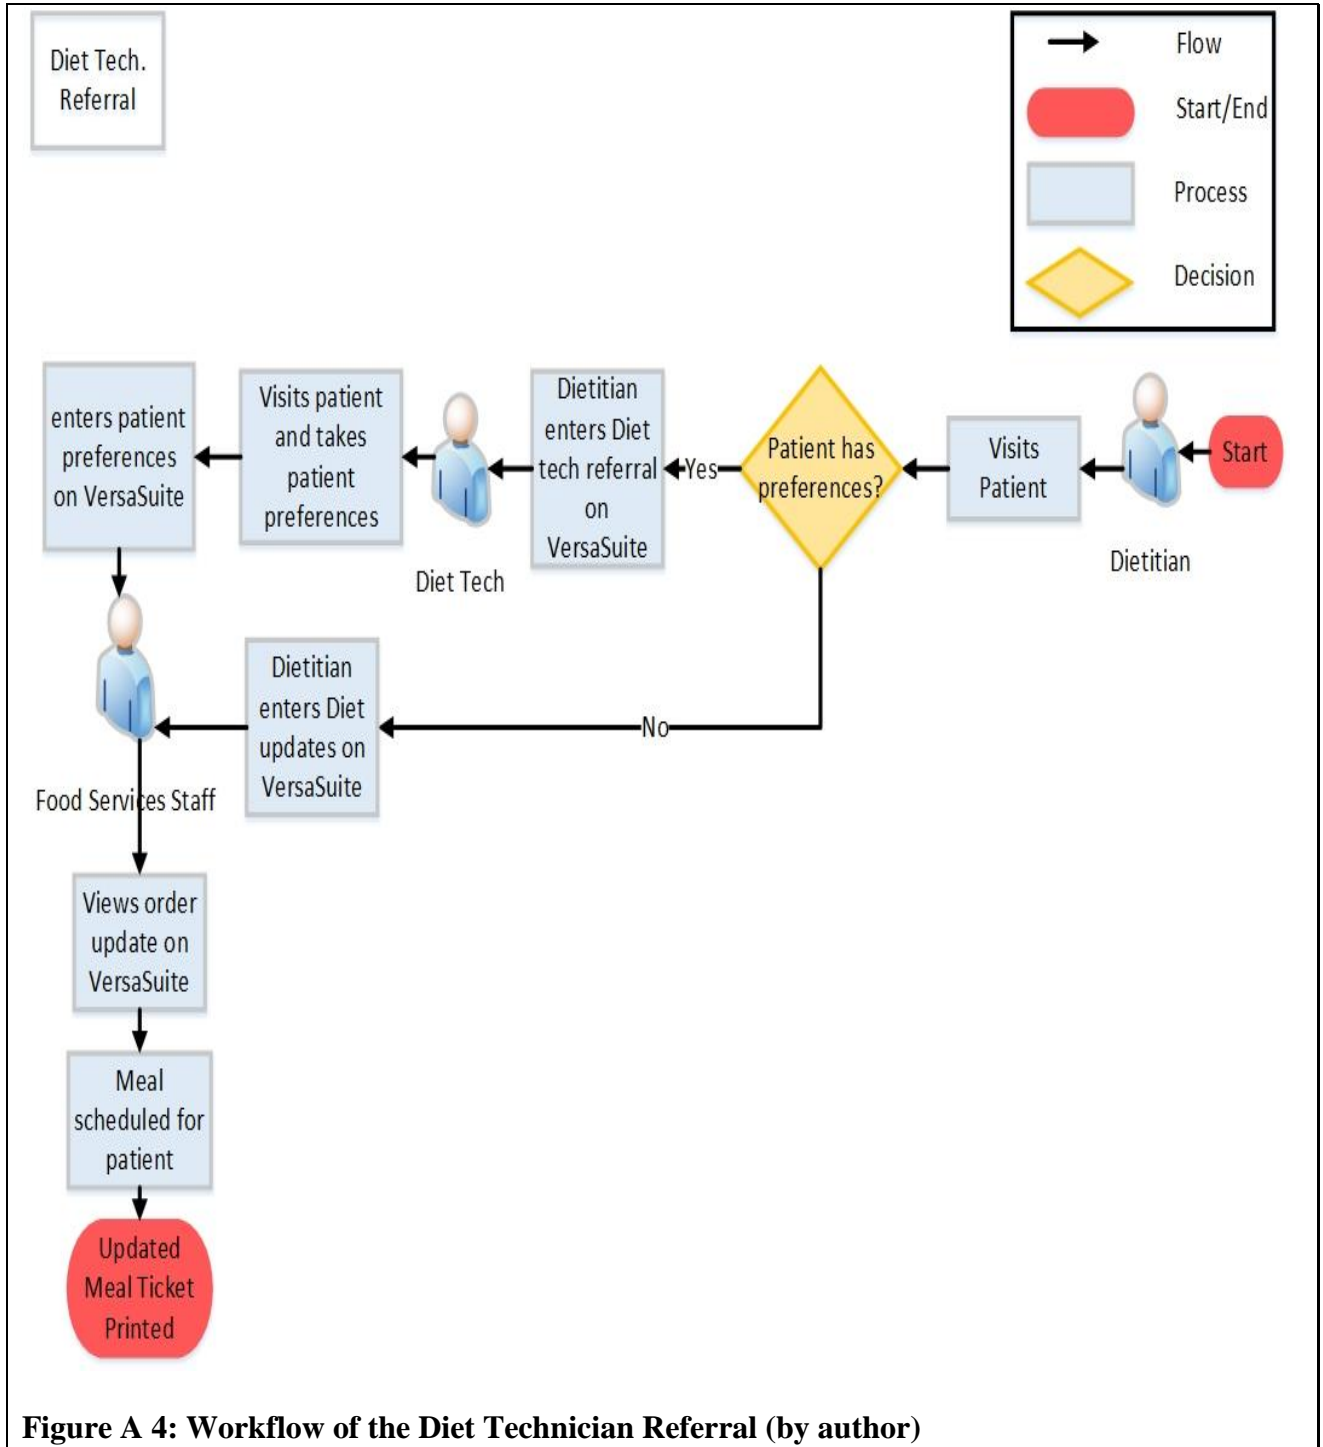 Diet Tech.
Referral
Flow
Start/End
Process
Decision
Start
Dietitian
Visits
Patient
Patient has
preferences?
Yes
Dietitian
enters Diet
tech referral
on
VersaSuite
Diet Tech
Visits patient
and takes
patient
preferences
enters patient
preferences
on VersaSuite
No
Dietitian
enters Diet
updates on
VersaSuite
Food Services Staff
Views order
update on
VersaSuite
Meal
scheduled for
patient
Updated
Meal Ticket
Printed
Figure A 4: Workflow of the Diet Technician Referral (by author)